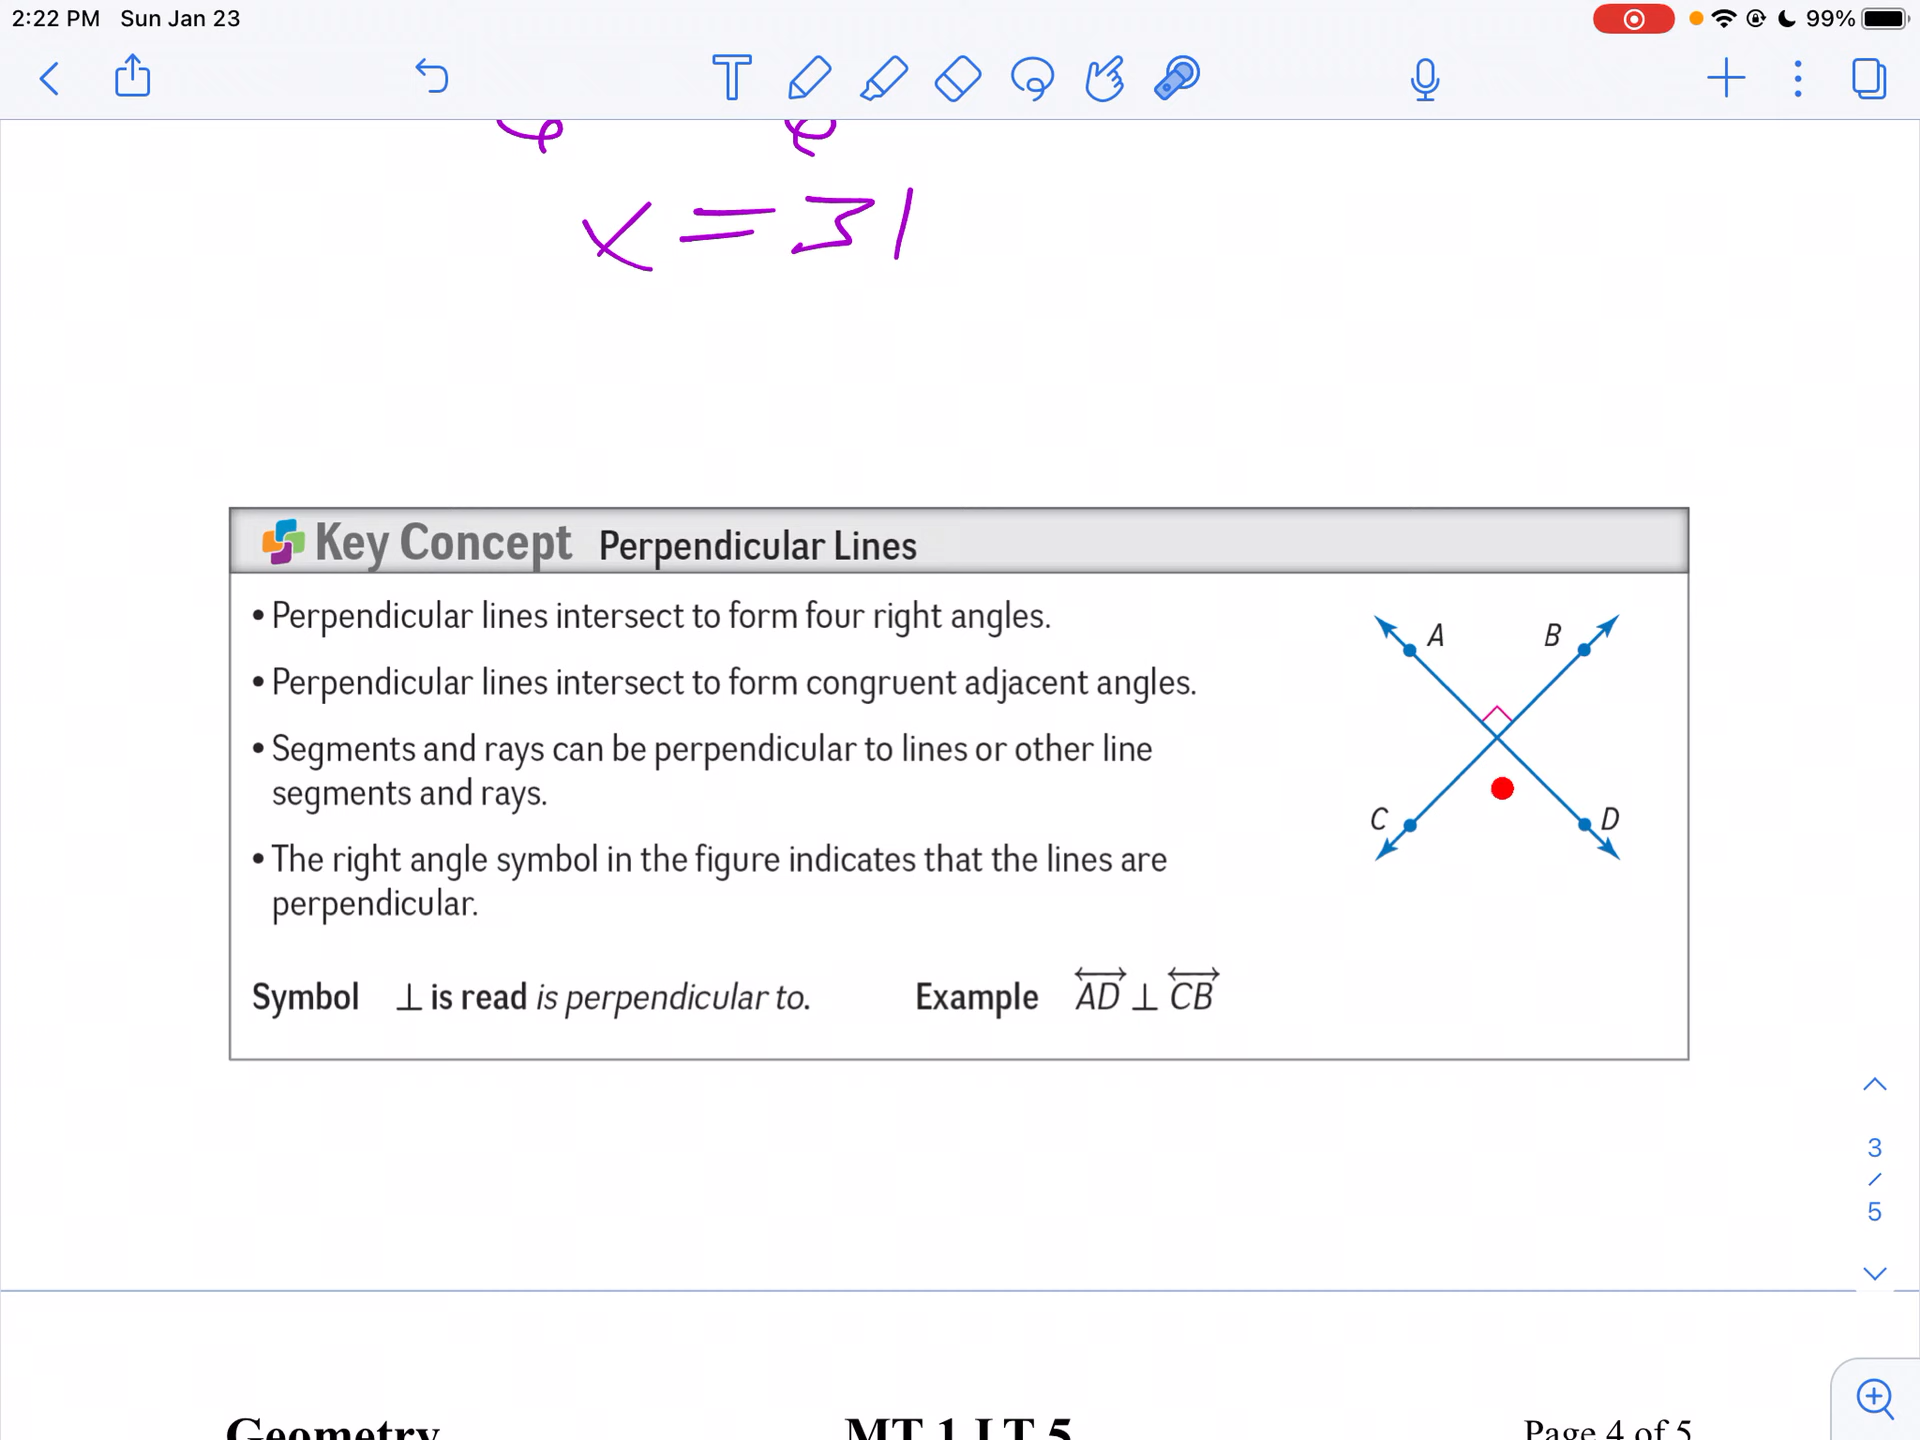 2:22 PM Sun Jan 23
99%
T
x = 31
Key Concept Perpendicular Lines
• Perpendicular lines intersect to form four right angles.
• Perpendicular lines intersect to form congruent adjacent angles.
• Segments and rays can be perpendicular to lines or other line
segments and rays.
• The right angle symbol in the figure indicates that the lines are
perpendicular.
A B
C D
Symbol ⊥ is read is perpendicular to. Example AD ⊥ CB
3
/
5
Geometry MT 1 LT 5 Page 4 of 5